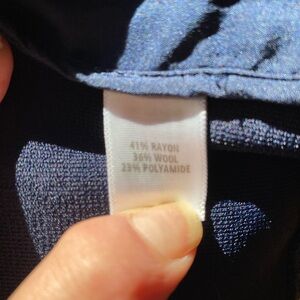 41% RAYON
36% WOOL
23% POLYAMIDE